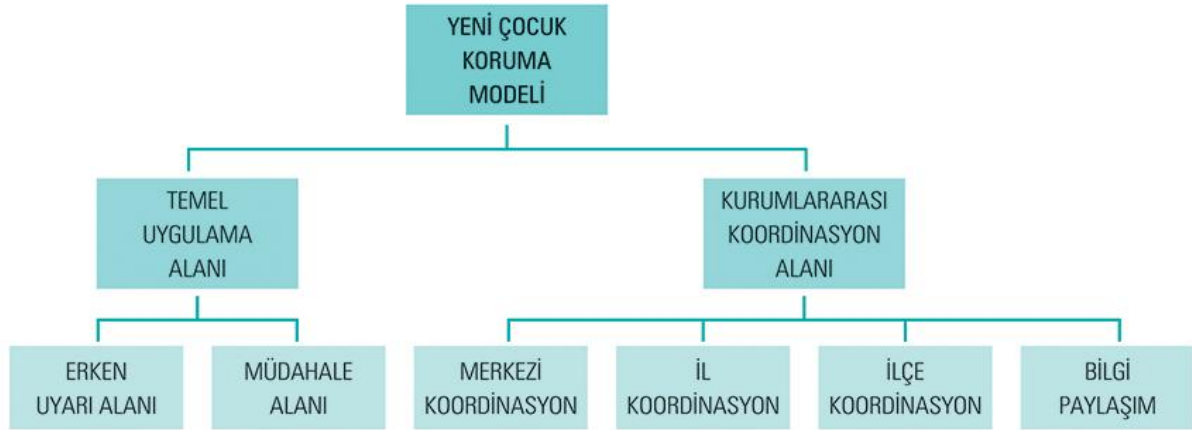 YENİ ÇOCUK
KORUMA
MODELİ
TEMEL
UYGULAMA
ALANI
KURUMLARARASI
KOORDİNASYON
ALANI
ERKEN
UYARI ALANI
MÜDAHALE
ALANI
MERKEZİ
KOORDİNASYON
İL
KOORDİNASYON
İLÇE
KOORDİNASYON
BİLGİ
PAYLAŞIM